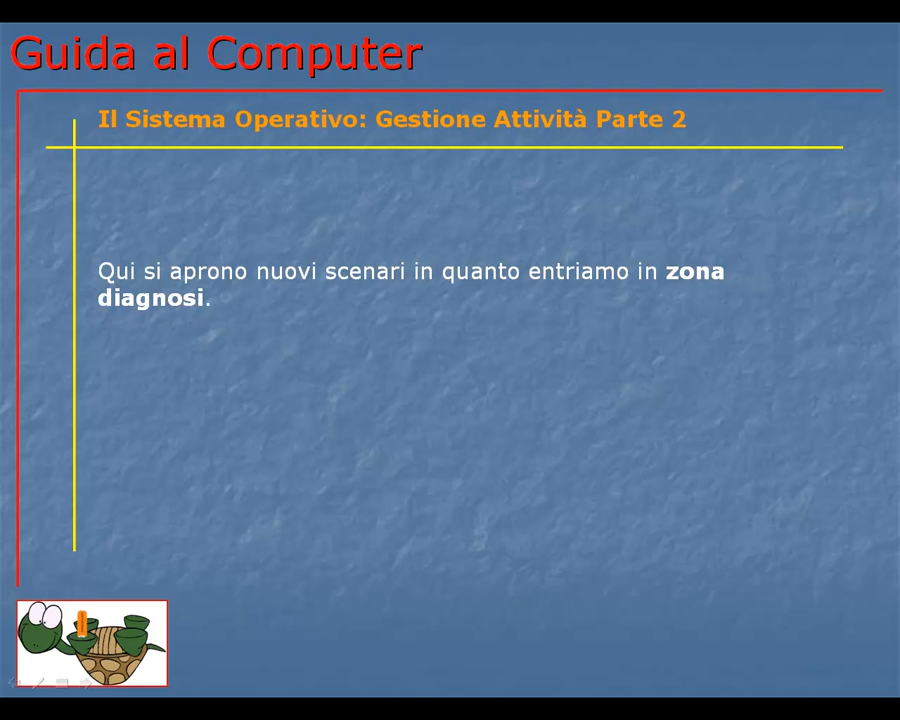 Guida al Computer
Il Sistema Operativo: Gestione Attività Parte 2
Qui si aprono nuovi scenari in quanto entriamo in zona
diagnosi.